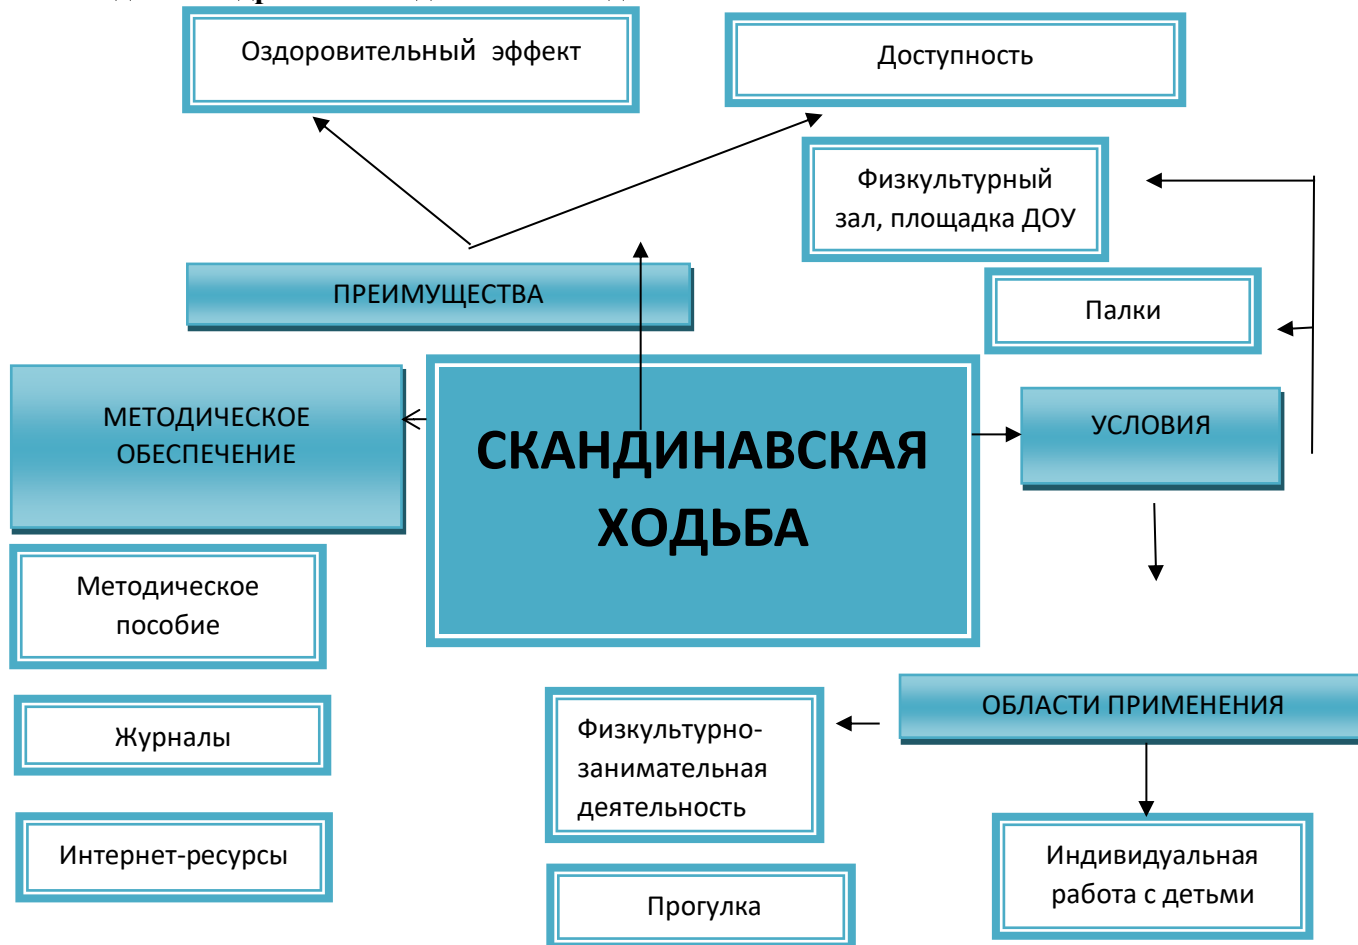 Оздоровительный эффект
Доступность
Физкультурный
зал, площадка ДОУ
ПРЕИМУЩЕСТВА
Палки
МЕТОДИЧЕСКОЕ
ОБЕСПЕЧЕНИЕ
СКАНДИНАВСКАЯ
ХОДЬБА
УСЛОВИЯ
Методическое
пособие
Журналы
Интернет-ресурсы
ОБЛАСТИ ПРИМЕНЕНИЯ
Физкультурно-
занимательная
деятельность
Прогулка
Индивидуальная
работа с детьми